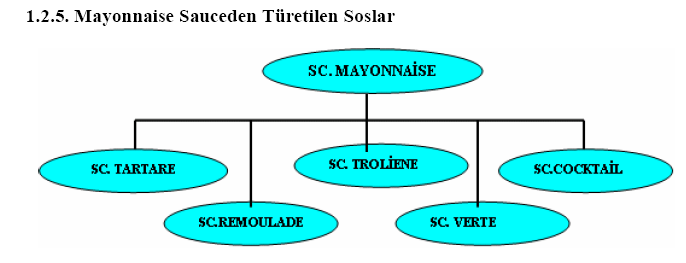 1.2.5. Mayonnaise Sauceden Türetilen Soslar
SC. MAYONNAİSE
SC. TARTARE
SC. TROLİENE
SC.COCKTAİL
SC.REMOULADE
SC. VERTE